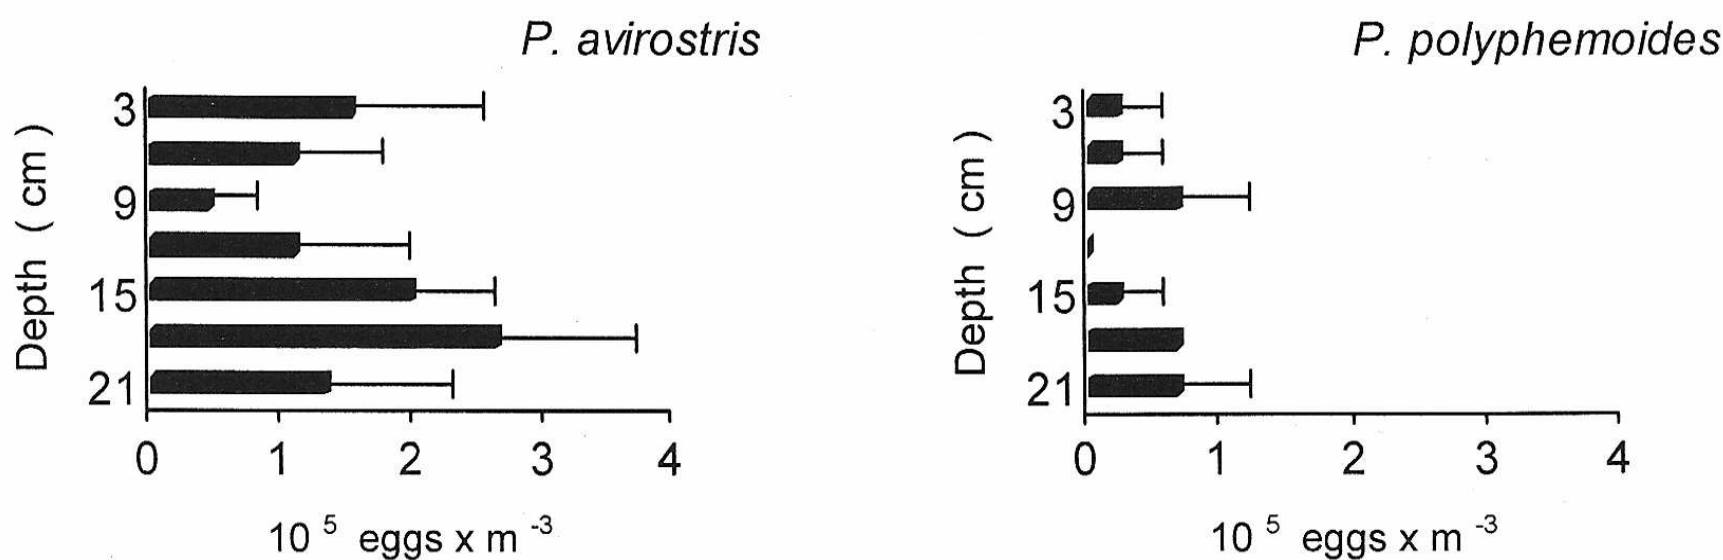 P. avirostris
Depth ( cm )
3
9
15
21
0 1 2 3 4
10 5 eggs x m -3
P. polyphemoides
Depth ( cm )
3
9
15
21
0 1 2 3 4
10 5 eggs x m -3